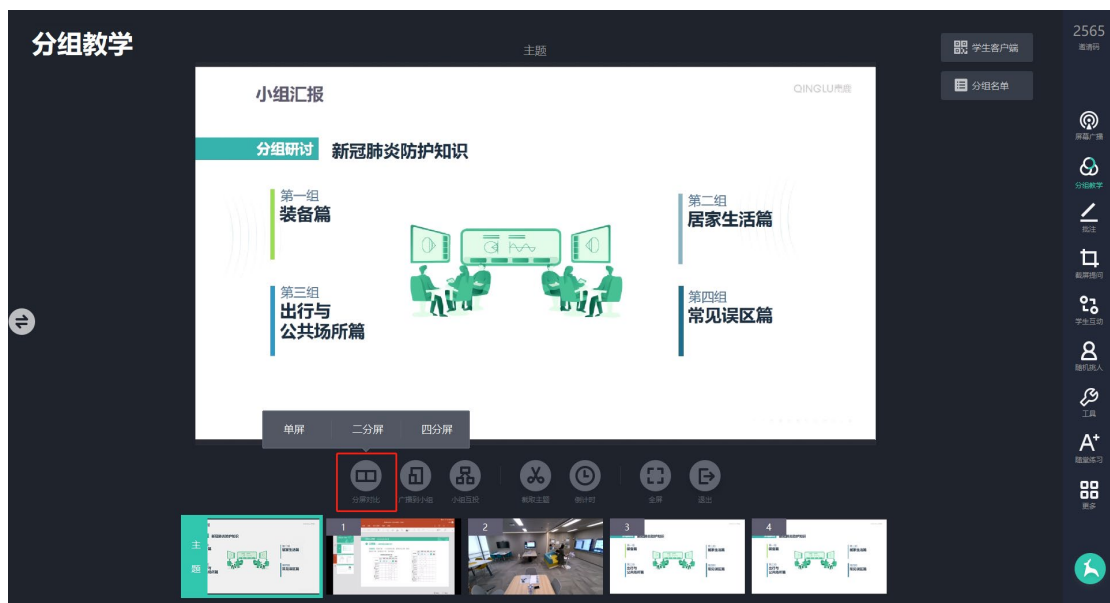 分组教学
主题
学生客户端
分组名单
2565
邀请码
小组汇报
QINGLU青鹿
分组研讨
新冠肺炎防护知识
第一组
装备篇
第二组
居家生活篇
第三组
出行与
公共场所篇
第四组
常见误区篇
单屏
二分屏
四分屏
分屏对比
广播到小组
小组互投
截取主题
倒计时
全屏
退出
屏幕广播
分组教学
批注
截屏提问
学生互动
随机挑人
工具
A+
随堂练习
更多
主
题
1
2
3
4